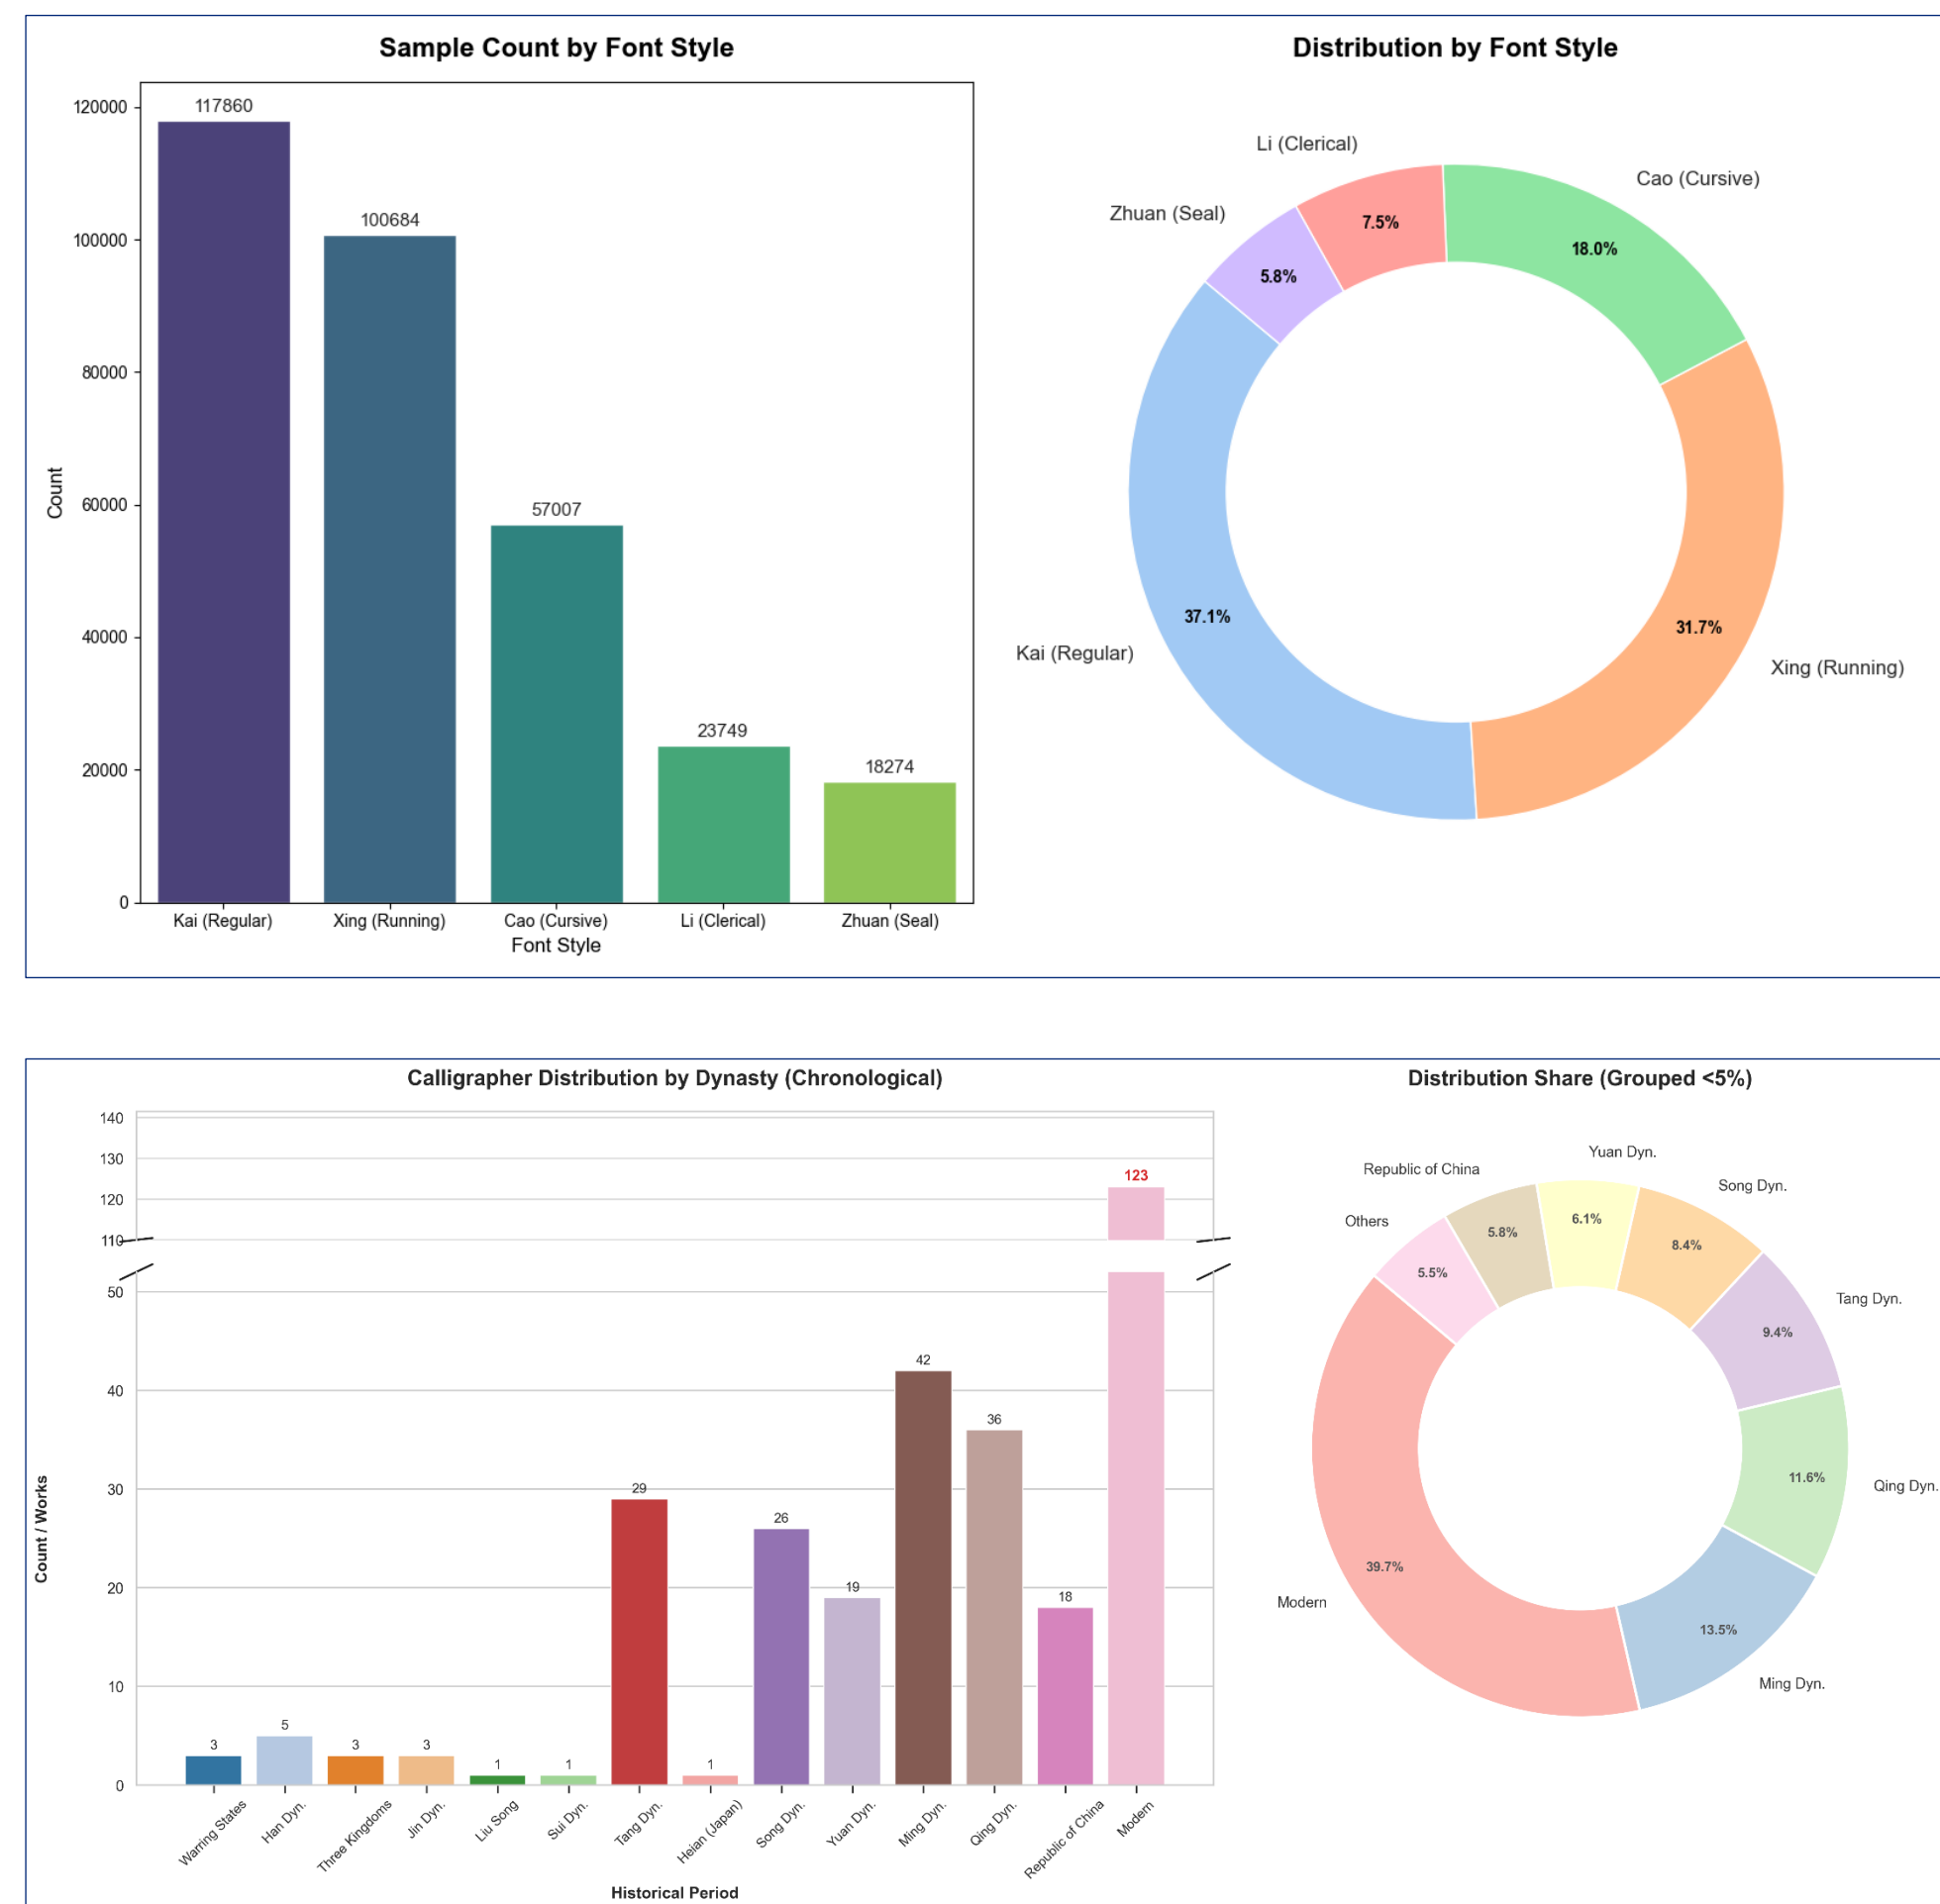 Sample Count by Font Style
Count
120000
100000
80000
60000
40000
20000
0
117860
100684
57007
23749
18274
Kai (Regular)
Xing (Running)
Cao (Cursive)
Li (Clerical)
Zhuan (Seal)
Font Style
Distribution by Font Style
Li (Clerical)
Cao (Cursive)
Zhuan (Seal)
7.5%
18.0%
5.8%
37.1%
31.7%
Kai (Regular)
Xing (Running)
Calligrapher Distribution by Dynasty (Chronological)
Count / Works
140
130
120
110
50
40
30
20
10
0
3
5
3
3
1
1
29
1
26
19
42
36
18
123
Warring States
Han Dyn.
Three Kingdoms
Jin Dyn.
Liu Song
Sui Dyn.
Tang Dyn.
Heian (Japan)
Song Dyn.
Yuan Dyn.
Ming Dyn.
Qing Dyn.
Republic of China
Modern
Historical Period
Distribution Share (Grouped <5%)
Yuan Dyn.
Republic of China
Song Dyn.
Others
6.1%
5.8%
8.4%
5.5%
Tang Dyn.
9.4%
11.6%
Qing Dyn.
39.7%
Modern
13.5%
Ming Dyn.